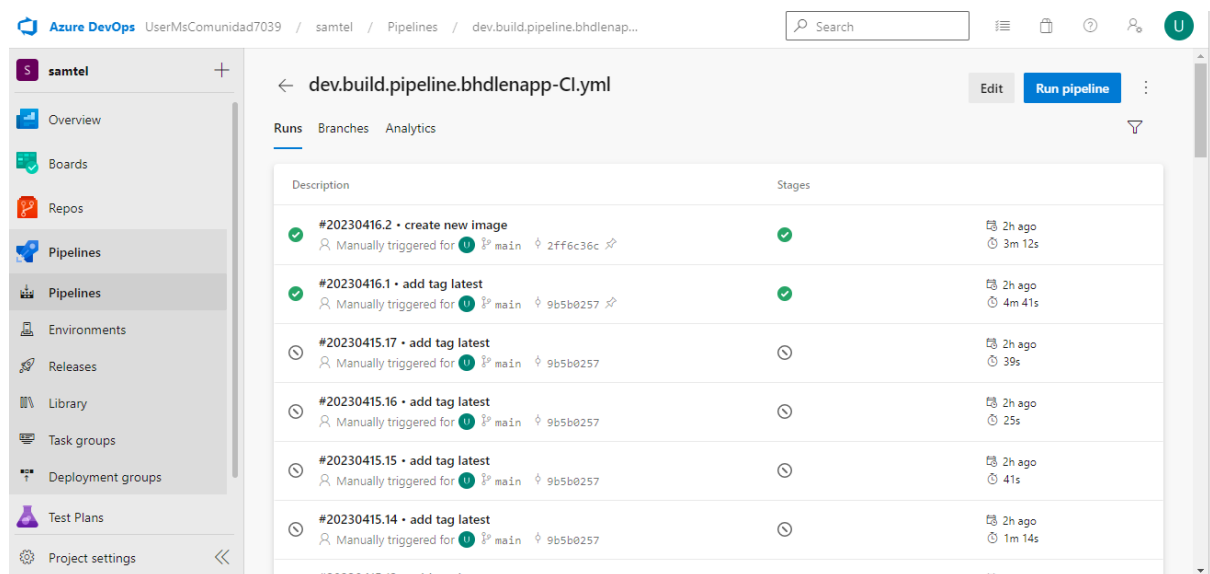 Azure DevOps UserMsComunidad7039 / samtel / Pipelines / dev.build.pipeline.bhdlenap... Search U
S samtel
Overview
Boards
Repos
Pipelines
Pipelines
Environments
Releases
Library
Task groups
Deployment groups
Test Plans
Project settings
dev.build.pipeline.bhdlenapp-CI.yml
Edit Run pipeline
Runs Branches Analytics
Description Stages
#20230416.2 • create new image 2h ago
Manually triggered for U main 2ff6c36c 3m 12s
#20230416.1 • add tag latest 2h ago
Manually triggered for U main 9b5b0257 4m 41s
#20230415.17 • add tag latest 2h ago
Manually triggered for U main 9b5b0257 39s
#20230415.16 • add tag latest 2h ago
Manually triggered for U main 9b5b0257 25s
#20230415.15 • add tag latest 2h ago
Manually triggered for U main 9b5b0257 41s
#20230415.14 • add tag latest 2h ago
Manually triggered for U main 9b5b0257 1m 14s